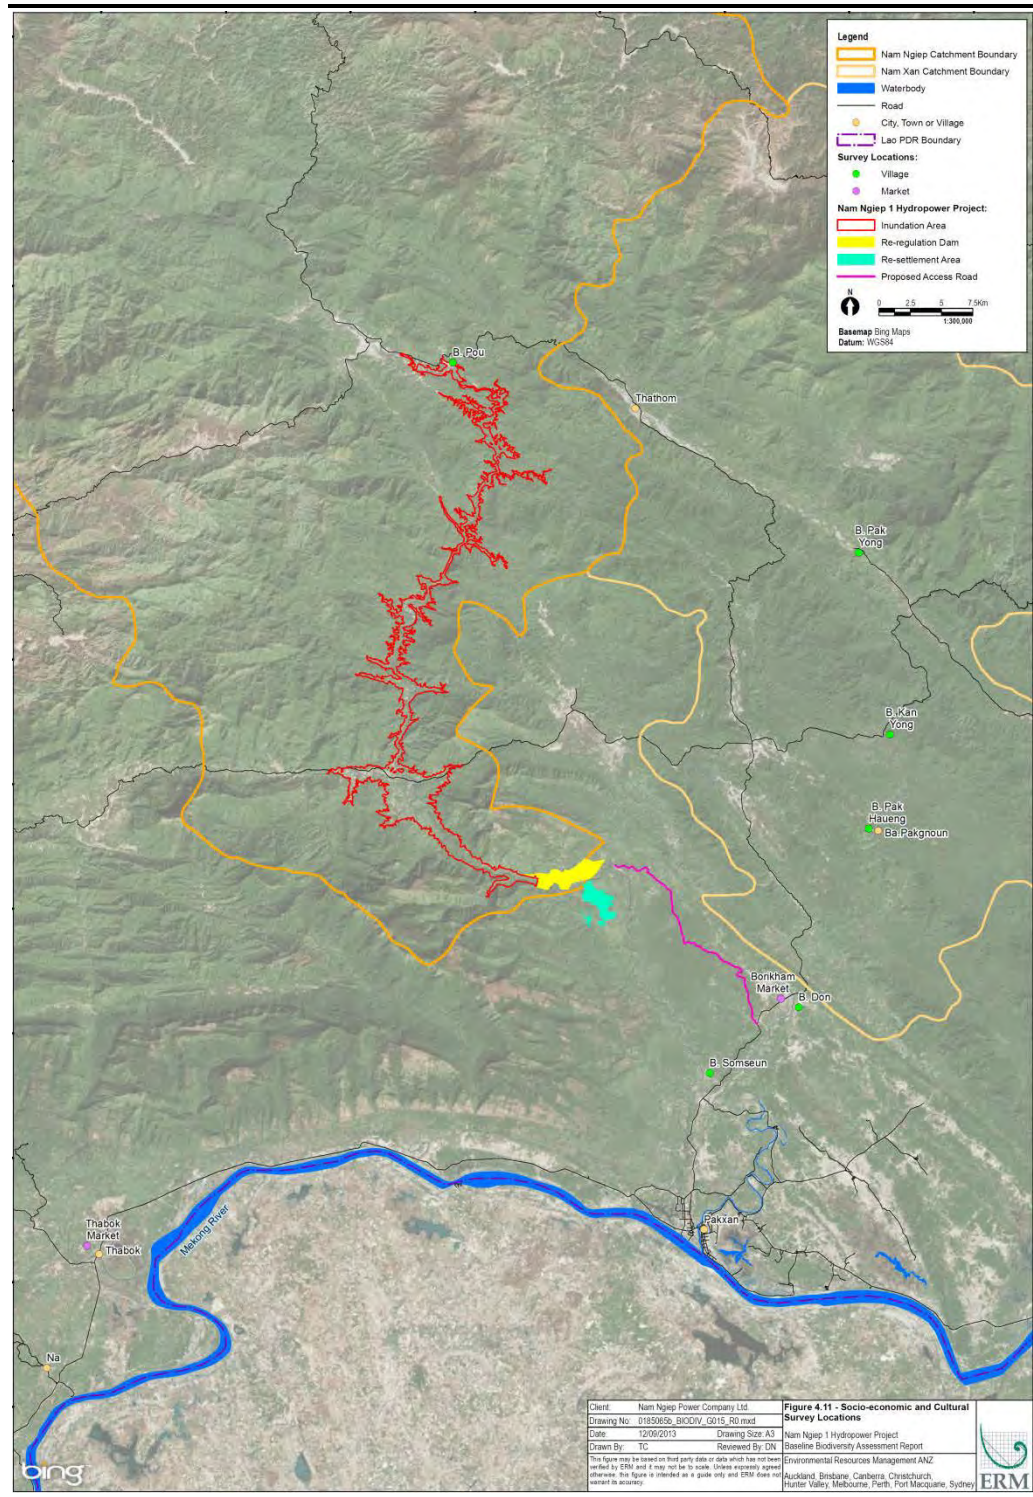 Legend
Nam Ngiep Catchment Boundary
Nam Xan Catchment Boundary
Waterbody
Road
City, Town or Village
Lao PDR Boundary
Survey Locations:
Village
Market
Nam Ngiep 1 Hydropower Project:
Inundation Area
Re-regulation Dam
Re-settlement Area
Proposed Access Road
N
0 2.5 5 7.5Km
1:300,000
Basemap Bing Maps
Datum: WGS84
B. Pou
Thathom
B. Pak
Yong
B. Kan
Yong
B. Pak
Haueng
Ba Pakgnoun
Borikham
Market
B. Don
B. Somseun
Pakxan
Mekong River
Thabok
Market
Thabok
Na
bing
Client: Nam Ngiep Power Company Ltd.
Drawing No: 0185065b_BIODIV_G015_R0.mxd
Date: 12/09/2013 Drawing Size: A3
Drawn By: TC Reviewed By: DN
This figure may be based on third party data or data which has not been
verified by ERM and it may not be to scale. Unless expressly agreed
otherwise, this figure is intended as a guide only and ERM does not
warrant its accuracy.
Figure 4.11 - Socio-economic and Cultural
Survey Locations
Nam Ngiep 1 Hydropower Project
Baseline Biodiversity Assessment Report
Environmental Resources Management ANZ
Auckland, Brisbane, Canberra, Christchurch,
Hunter Valley, Melbourne, Perth, Port Macquarie, Sydney
ERM